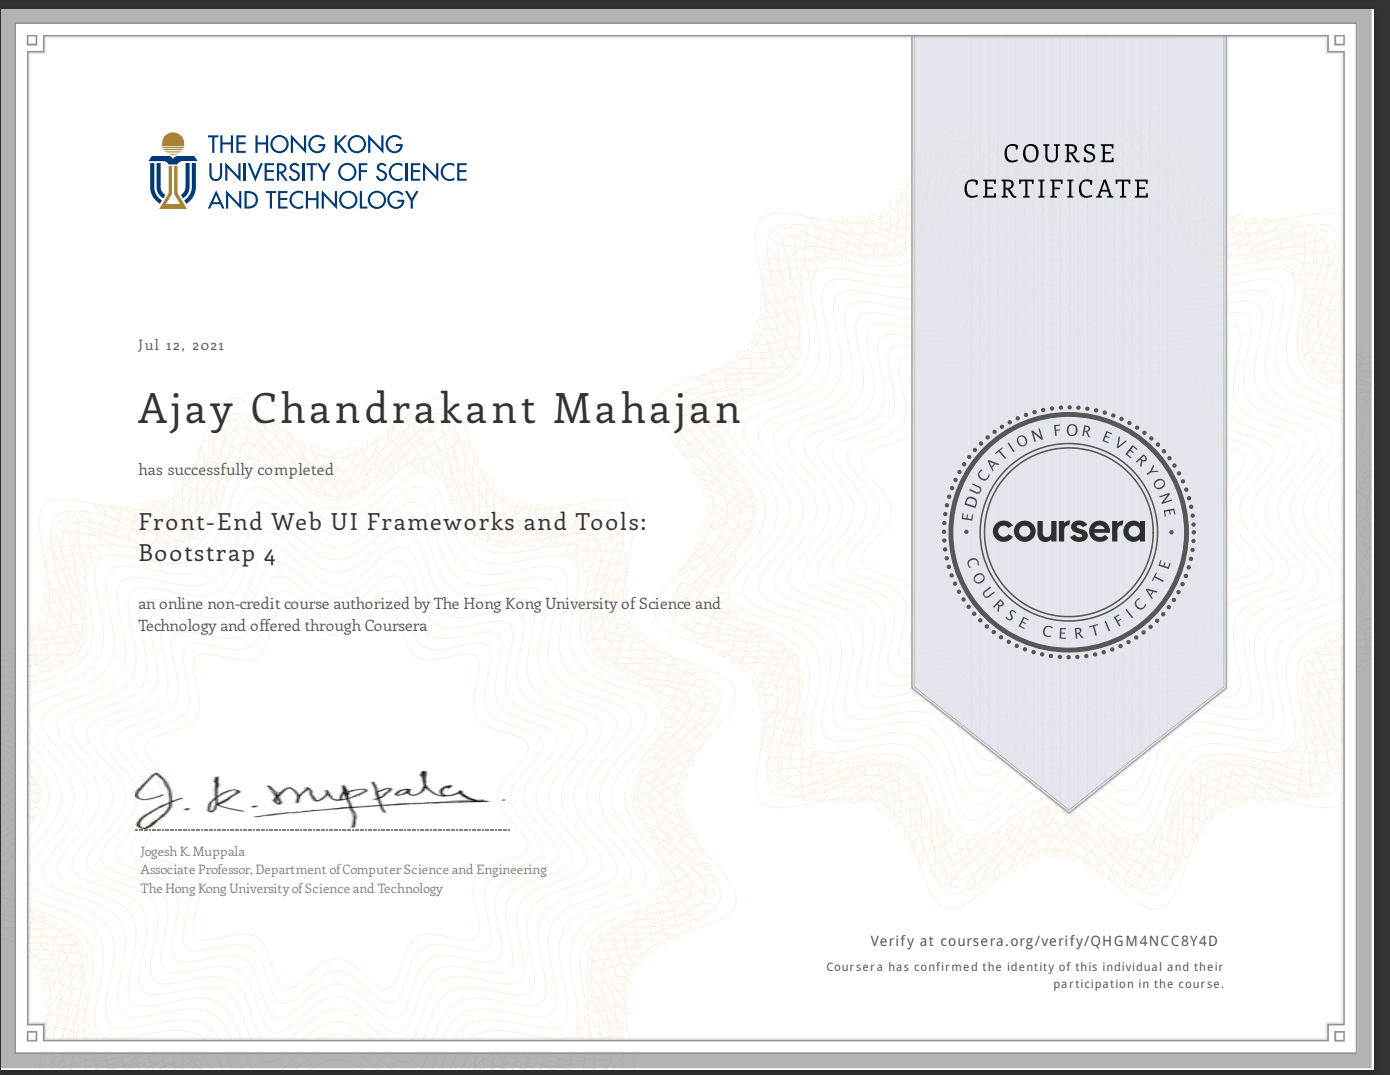 THE HONG KONG
UNIVERSITY OF SCIENCE
AND TECHNOLOGY
COURSE
CERTIFICATE
Jul 12, 2021
Ajay Chandrakant Mahajan
has successfully completed
Front-End Web UI Frameworks and Tools:
Bootstrap 4
an online non-credit course authorized by The Hong Kong University of Science and
Technology and offered through Coursera
EDUCATION FOR EVERYONE
coursera
COURSE CERTIFICATE
J. K. Muppala
Jogesh K. Muppala
Associate Professor, Department of Computer Science and Engineering
The Hong Kong University of Science and Technology
Verify at coursera.org/verify/QHGM4NCC8Y4D
Coursera has confirmed the identity of this individual and their
participation in the course.